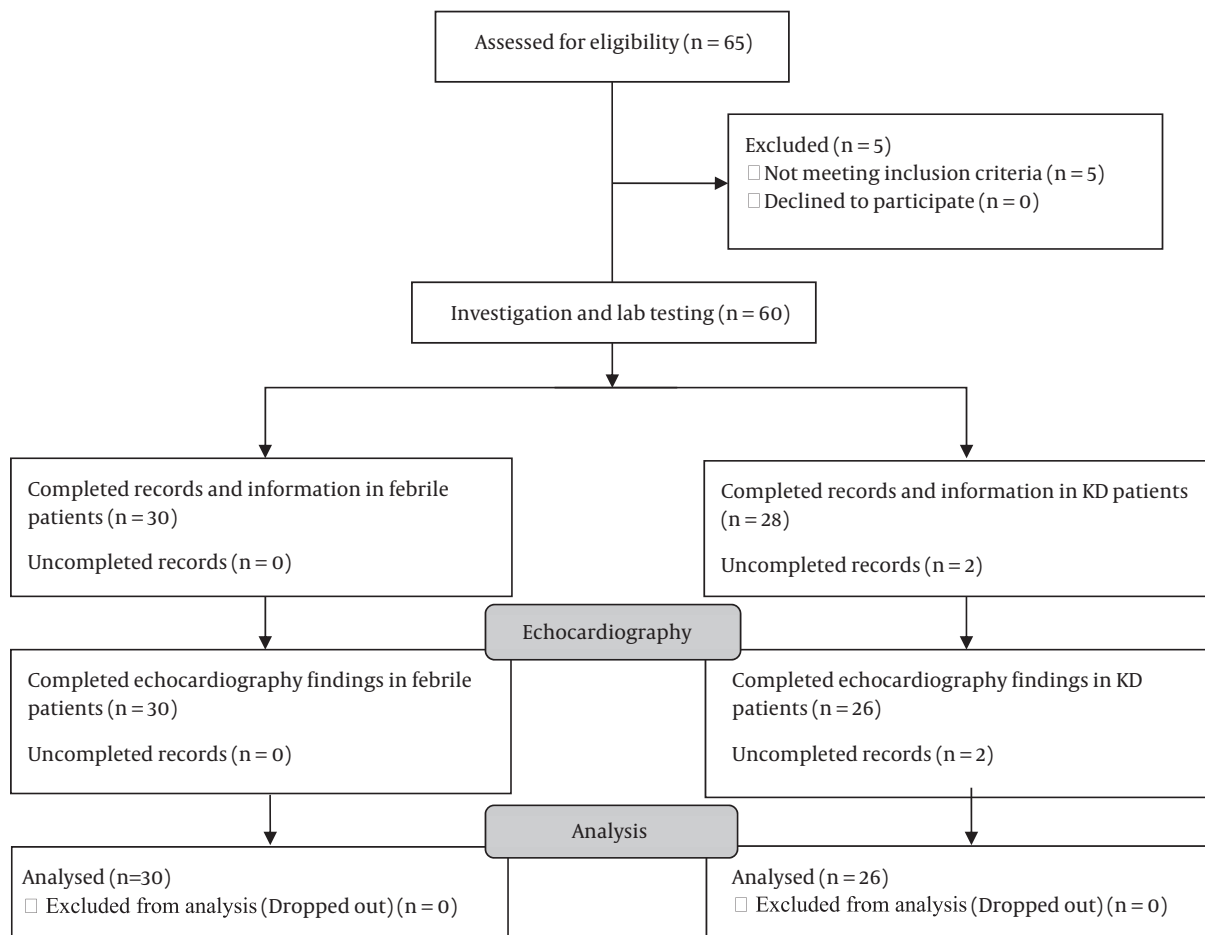 Assessed for eligibility (n = 65)
Excluded (n = 5)
□ Not meeting inclusion criteria (n = 5)
□ Declined to participate (n = 0)
Investigation and lab testing (n = 60)
Completed records and information in febrile
patients (n = 30)
Uncompleted records (n = 0)
Completed records and information in KD patients
(n = 28)
Uncompleted records (n = 2)
Echocardiography
Completed echocardiography findings in febrile
patients (n = 30)
Uncompleted records (n = 0)
Completed echocardiography findings in KD
patients (n = 26)
Uncompleted records (n = 2)
Analysis
Analysed (n=30)
□ Excluded from analysis (Dropped out) (n = 0)
Analysed (n = 26)
□ Excluded from analysis (Dropped out) (n = 0)